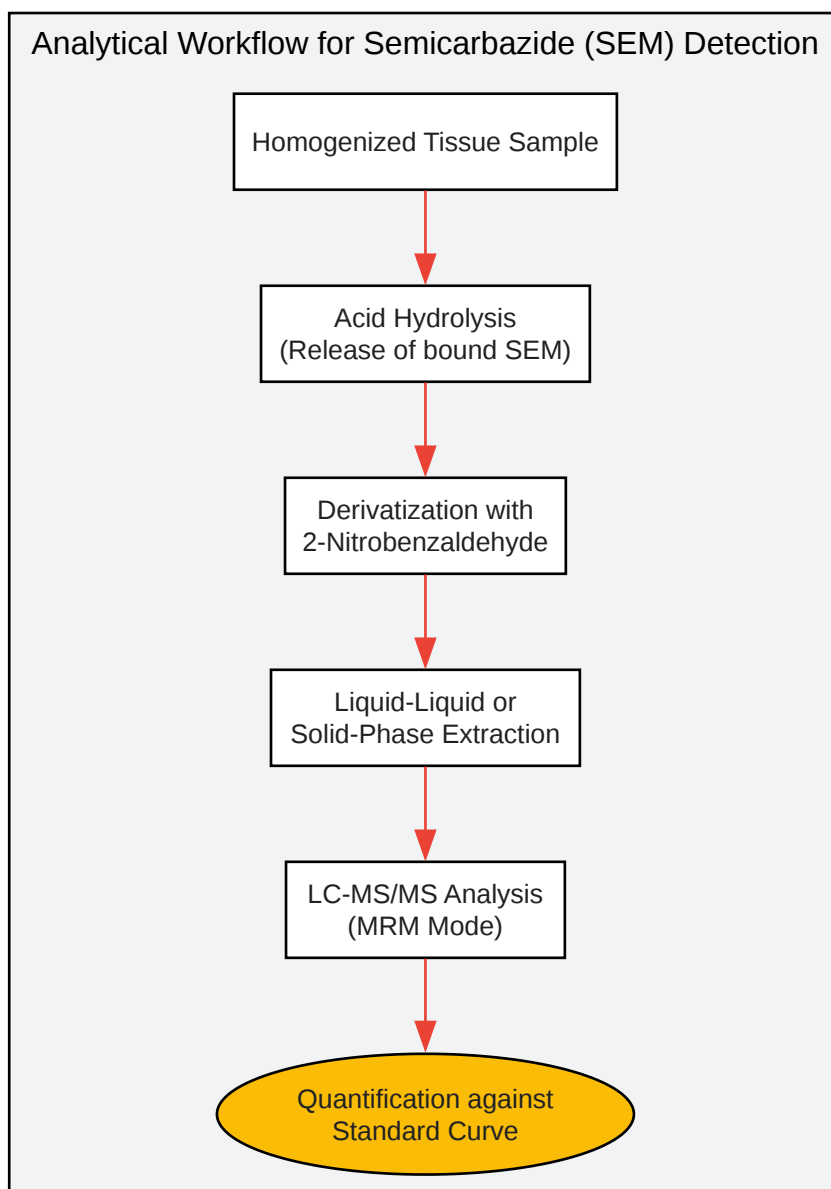 Analytical Workflow for Semicarbazide (SEM) Detection
Homogenized Tissue Sample
Acid Hydrolysis
(Release of bound SEM)
Derivatization with
2-Nitrobenzaldehyde
Liquid-Liquid or
Solid-Phase Extraction
LC-MS/MS Analysis
(MRM Mode)
Quantification against
Standard Curve